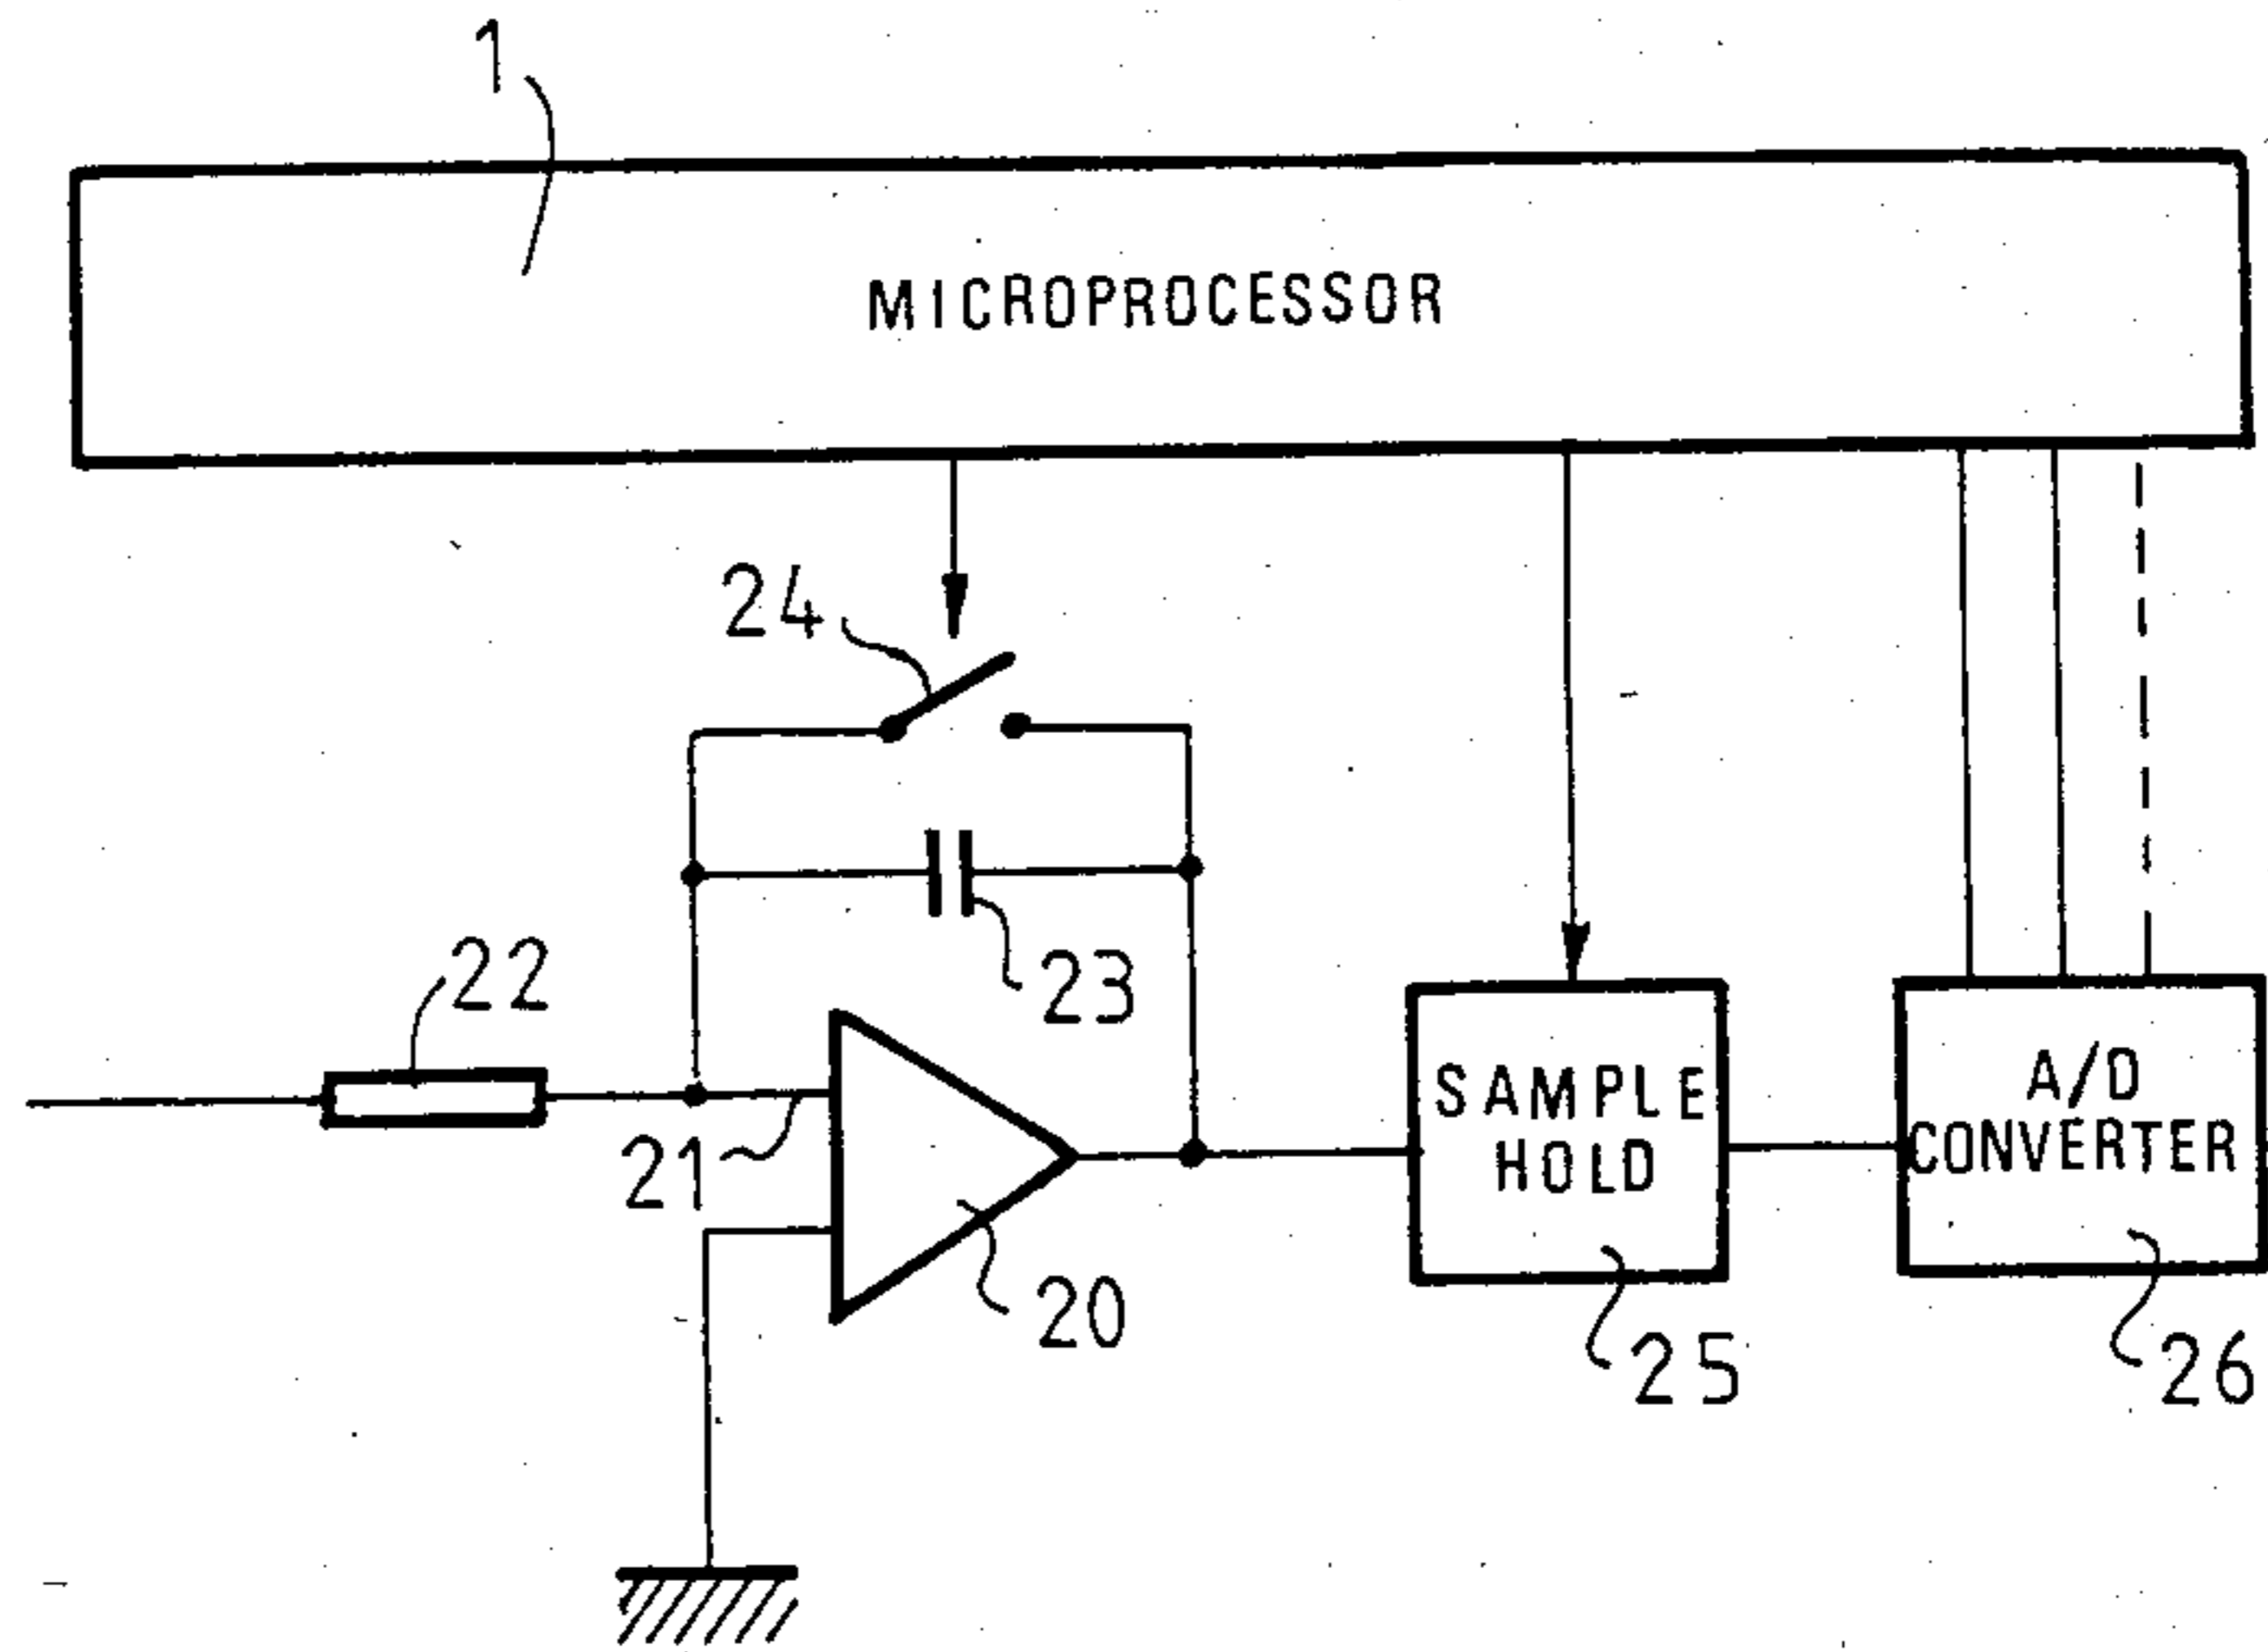 1
MICROPROCESSOR
24
22
23
21
SAMPLE
HOLD
A/D
CONVERTER
20
25
26